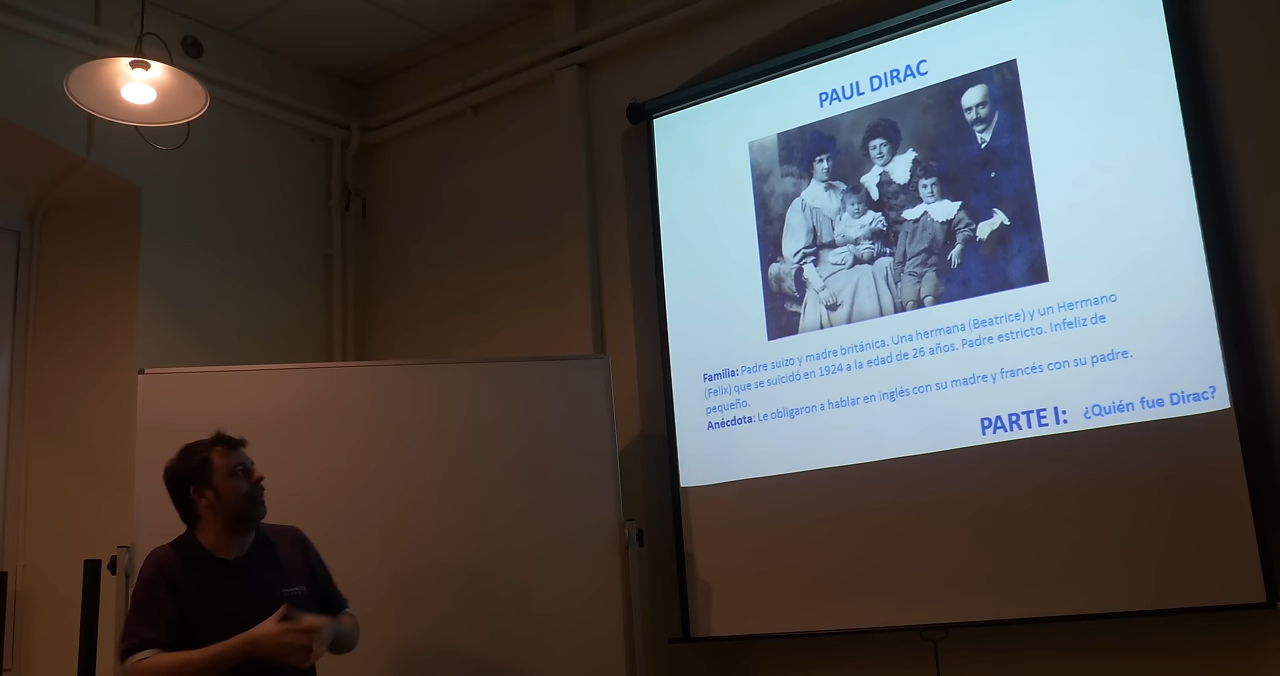 PAUL DIRAC
Familia: Padre suizo y madre británica. Una hermana (Beatrice) y un Hermano
(Felix) que se suicidó en 1924 a la edad de 26 años. Padre estricto. Infeliz de
pequeño.
Anécdota: Le obligaron a hablar en inglés con su madre y francés con su padre.
PARTE I: ¿Quién fue Dirac?